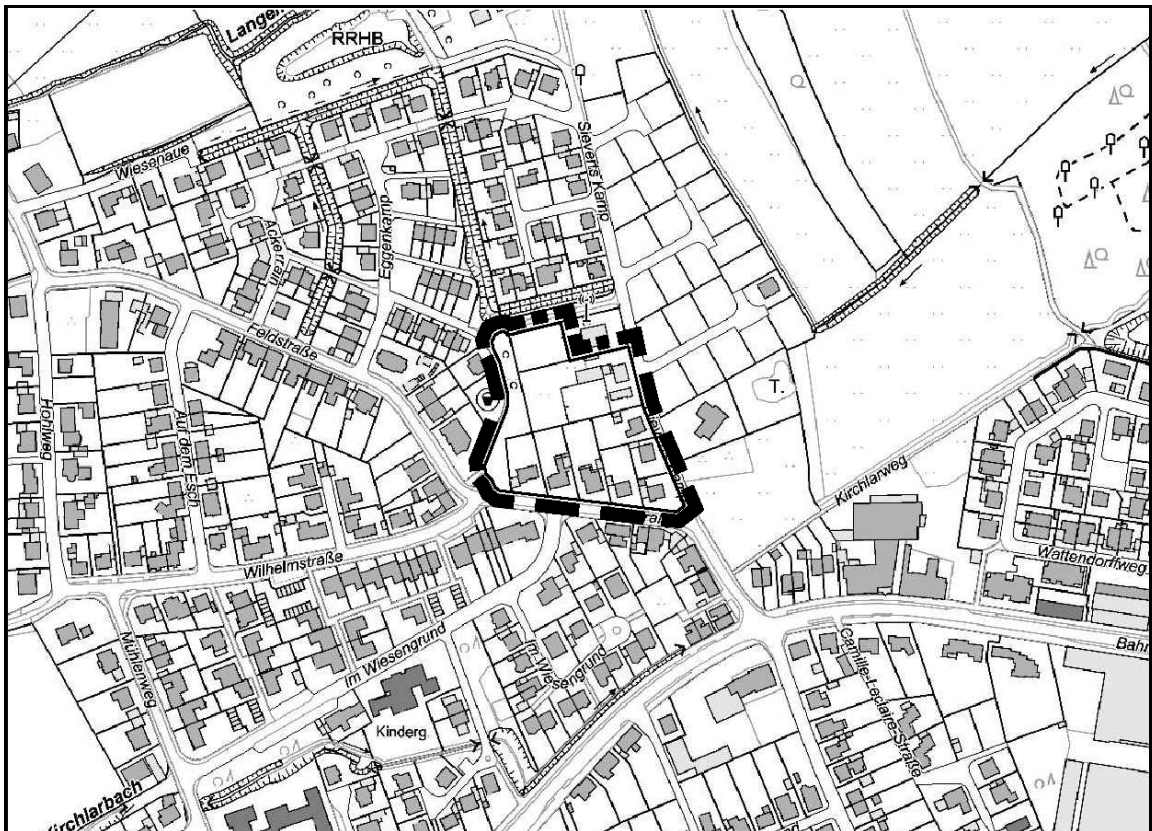 Langen
RRHB
Wiesenaue
Sieverts Kamp
Ackerrain
Eggenkamp
Feldstraße
Hohlweg
Auf dem Esch
T.
Kirchlarweg
Wilhelmstraße
Wattendorfweg
Mühlenweg
Im Wiesengrund
Im Wiesengrund
Camille-Leclaire-Straße
Bahn
Kinderg.
Kirchlarbach